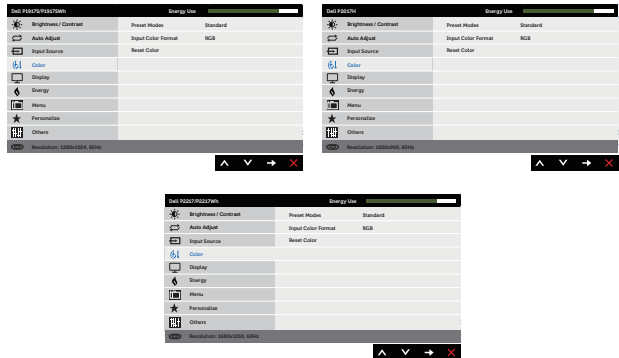 Dell P1917S/P1917SWh Energy Use
Brightness / Contrast Preset Modes Standard
Auto Adjust Input Color Format RGB
Input Source Reset Color
Color
Display
Energy
Menu
Personalize
Others
Resolution: 1280x1024, 60Hz
Dell P2017H Energy Use
Brightness / Contrast Preset Modes Standard
Auto Adjust Input Color Format RGB
Input Source Reset Color
Color
Display
Energy
Menu
Personalize
Others
Resolution: 1600x900, 60Hz
Dell P2217/P2217Wh Energy Use
Brightness / Contrast Preset Modes Standard
Auto Adjust Input Color Format RGB
Input Source Reset Color
Color
Display
Energy
Menu
Personalize
Others
Resolution: 1680x1050, 60Hz